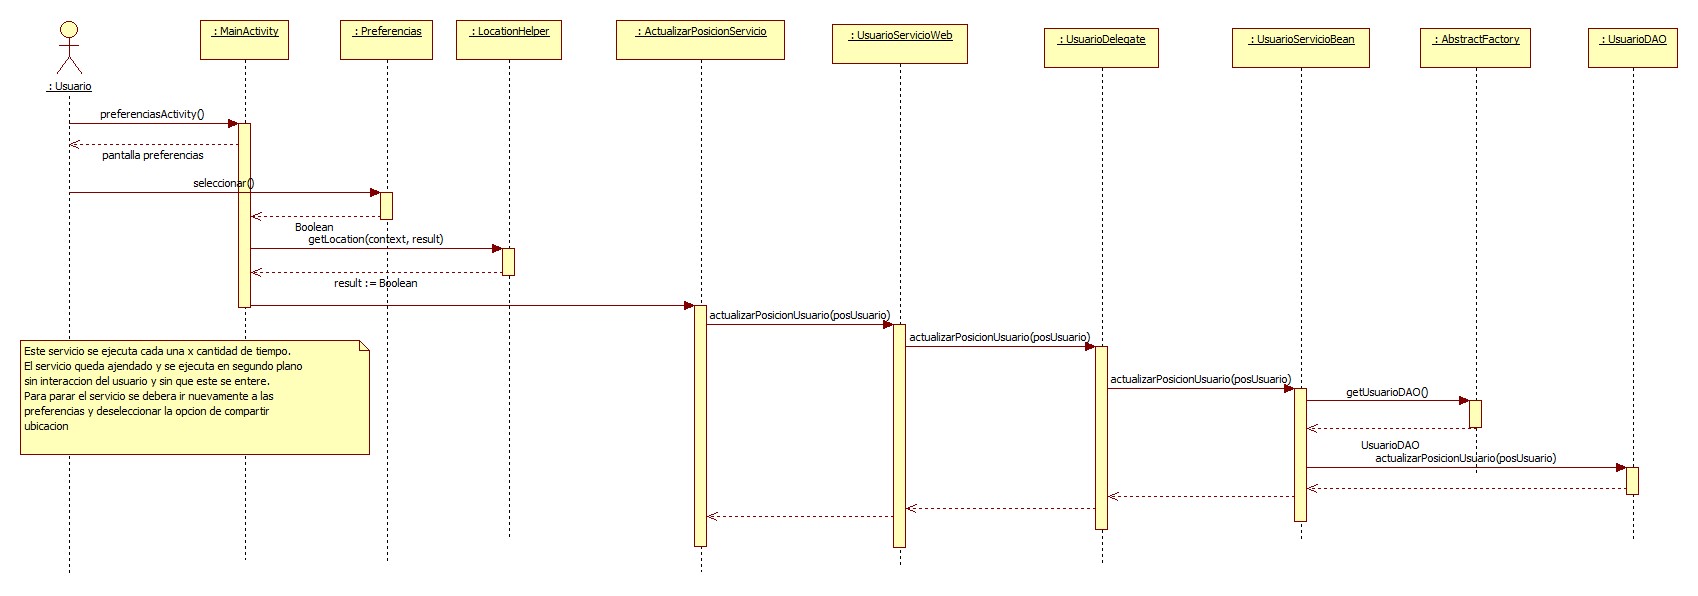 : MainActivity
: Preferencias
: LocationHelper
: ActualizarPosicionServicio
: UsuarioServicioWeb
: UsuarioDelegate
: UsuarioServicioBean
: AbstractFactory
: UsuarioDAO
: Usuario
preferenciasActivity()
pantalla preferencias
seleccionar()
Boolean
getLocation(context, result)
result := Boolean
actualizarPosicionUsuario(posUsuario)
actualizarPosicionUsuario(posUsuario)
actualizarPosicionUsuario(posUsuario)
getUsuarioDAO()
UsuarioDAO
actualizarPosicionUsuario(posUsuario)
Este servicio se ejecuta cada una x cantidad de tiempo.
El servicio queda ajendado y se ejecuta en segundo plano
sin interaccion del usuario y sin que este se entere.
Para parar el servicio se debera ir nuevamente a las
preferencias y deseleccionar la opcion de compartir
ubicacion